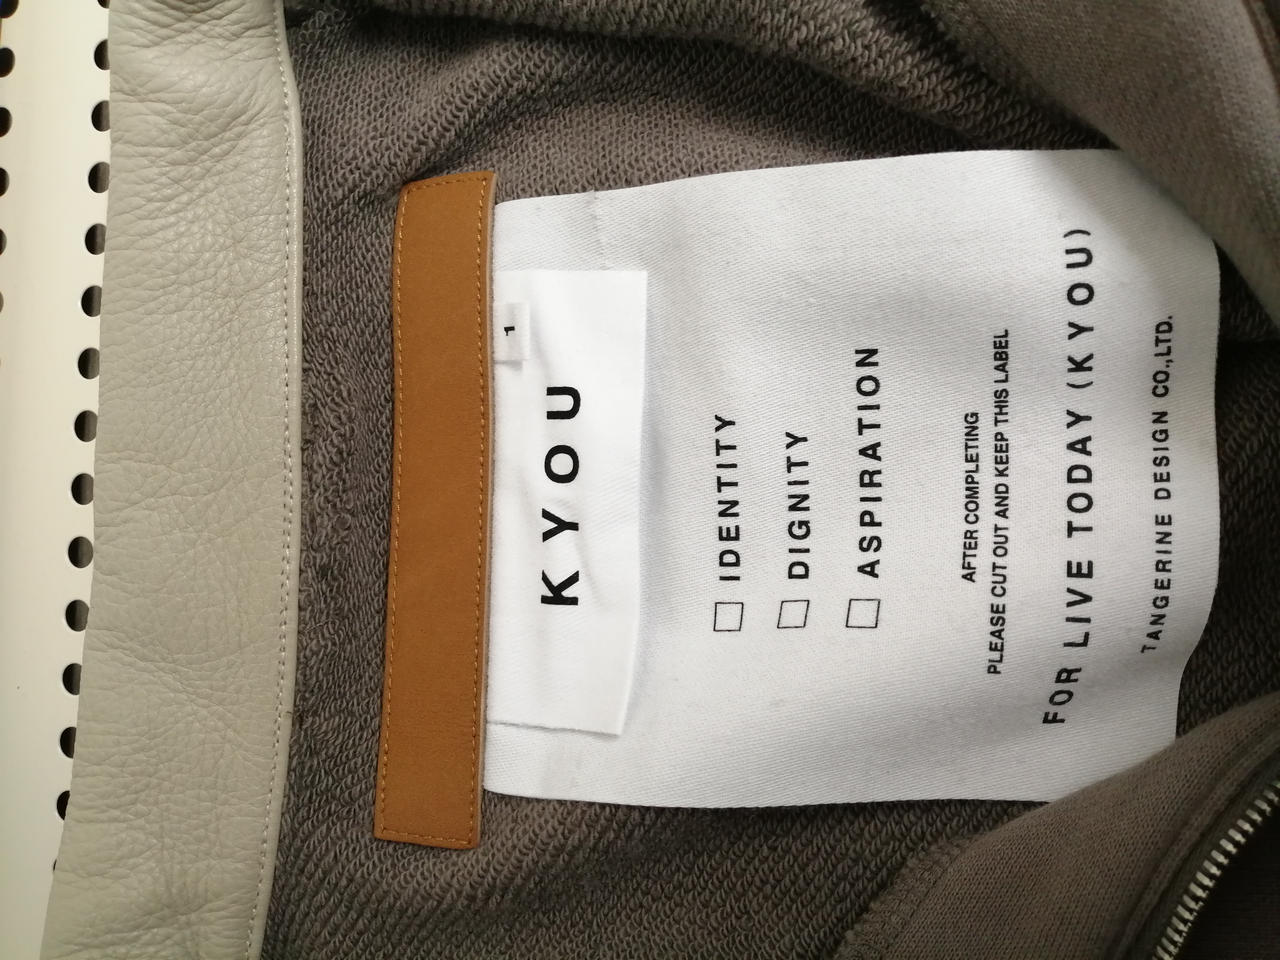 1
KYOU
☐ IDENTITY
☐ DIGNITY
☐ ASPIRATION
AFTER COMPLETING
PLEASE CUT OUT AND KEEP THIS LABEL
FOR LIVE TODAY (KYOU)
TANGERINE DESIGN CO.,LTD.